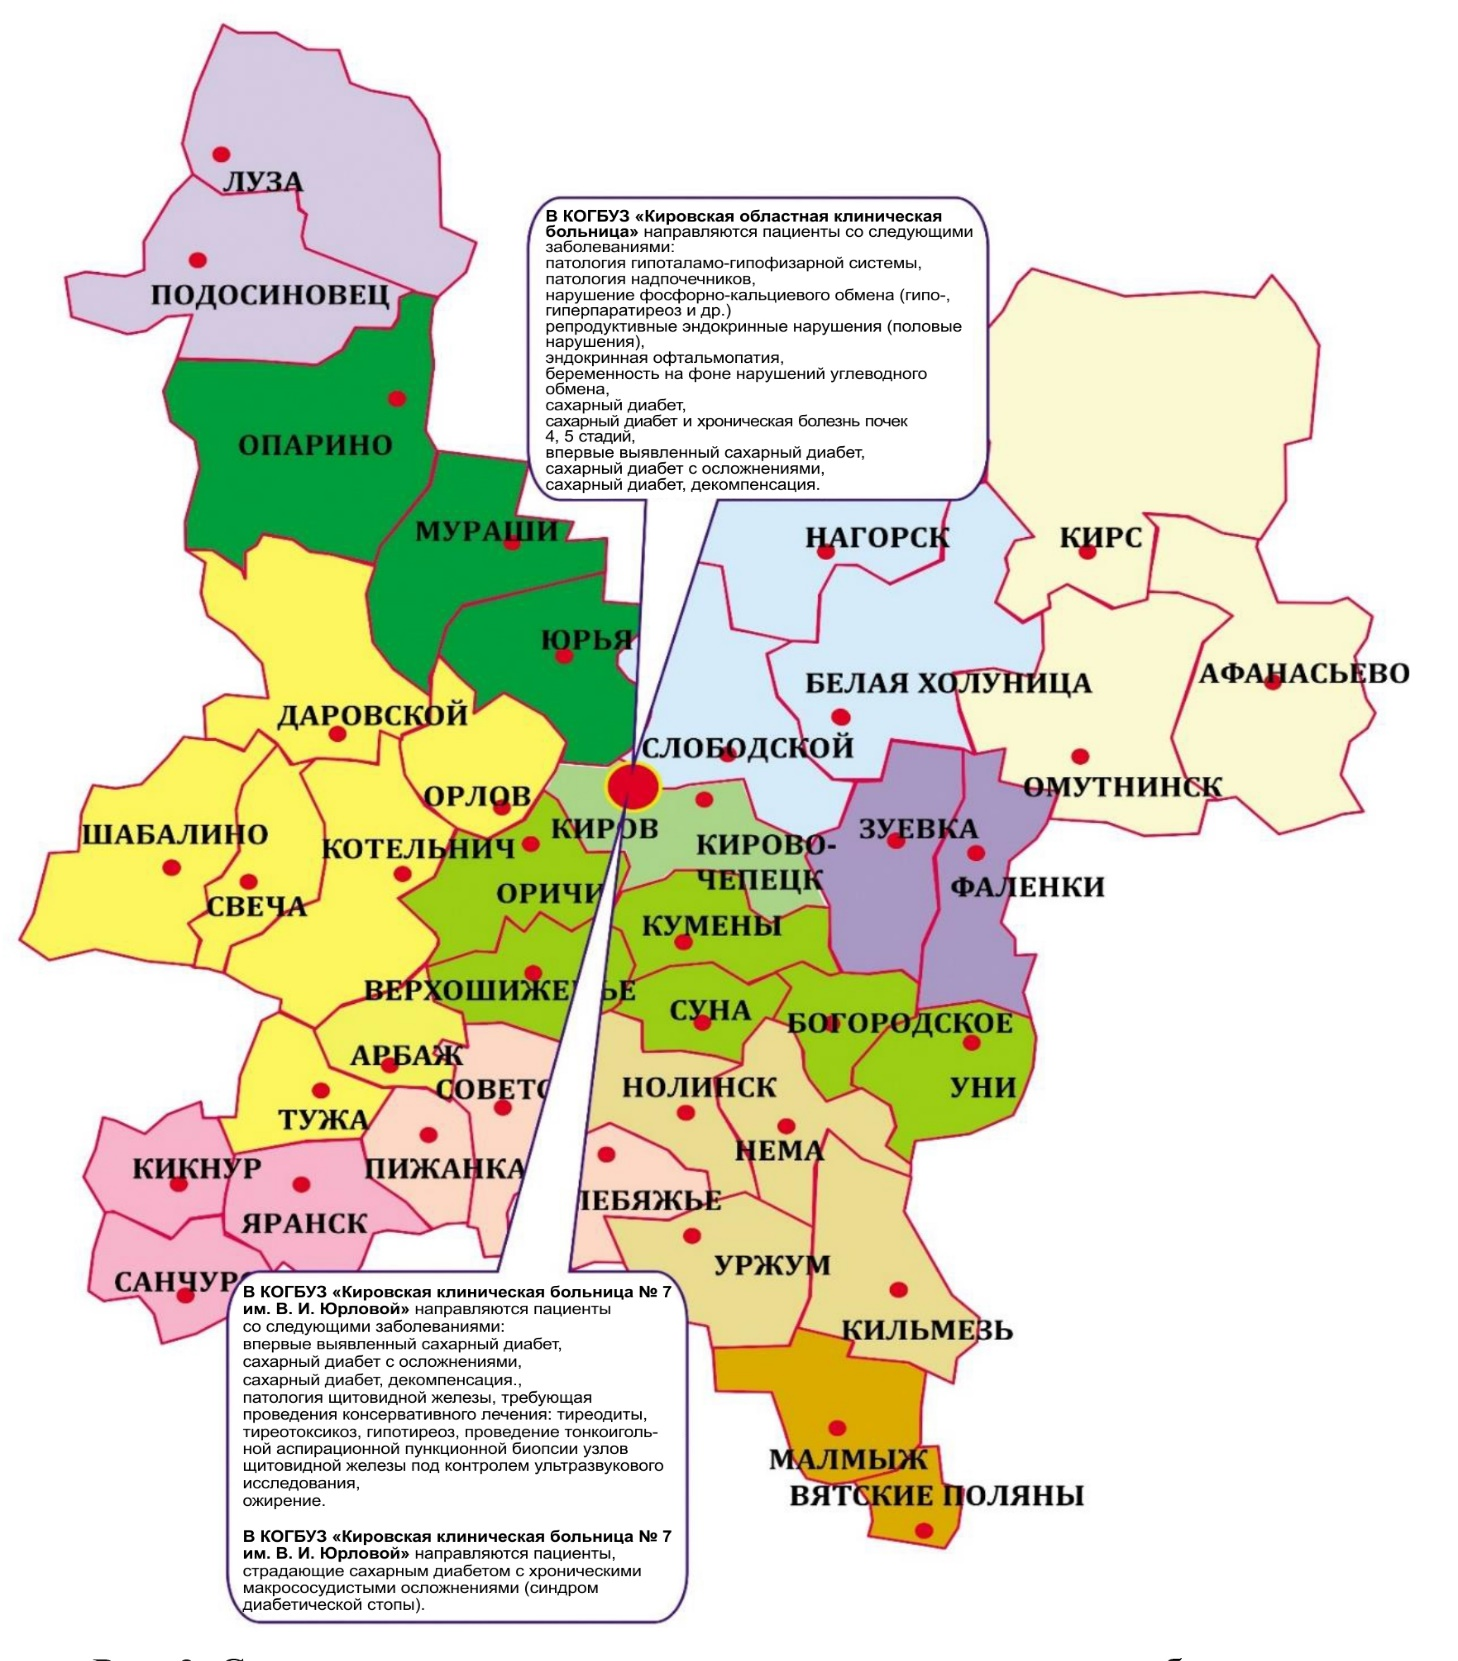 ЛУЗА
В КОГБУЗ «Кировская областная клиническая
больница» направляются пациенты со следующими
заболеваниями:
патология гипоталамо-гипофизарной системы,
патология надпочечников,
нарушение фосфорно-кальциевого обмена (гипо-,
гиперпаратиреоз и др.)
репродуктивные эндокринные нарушения (половые
нарушения),
эндокринная офтальмопатия,
беременность на фоне нарушений углеводного
обмена,
сахарный диабет,
сахарный диабет и хроническая болезнь почек
4, 5 стадий,
впервые выявленный сахарный диабет,
сахарный диабет с осложнениями,
сахарный диабет, декомпенсация.
ПОДОСИНОВЕЦ
ОПАРИНО
МУРАШИ
НАГОРСК
КИРС
ЮРЬЯ
АФАНАСЬЕВО
БЕЛАЯ ХОЛУНИЦА
ДАРОВСКОЙ
СЛОБОДСКОЙ
ОМУТНИНСК
ОРЛОВ
КИРОВ
ЗУЕВКА
ШАБАЛИНО
КОТЕЛЬНИЧ
КИРОВО-
ЧЕПЕЦК
ФАЛЕНКИ
ОРИЧИ
СВЕЧА
КУМЕНЫ
ВЕРХОШИЖЕ ЬЕ
СУНА
БОГОРОДСКОЕ
АРБАЖ
СОВЕТС
НОЛИНСК
УНИ
ТУЖА
НЕМА
КИКНУР
ПИЖАНКА
ЛЕБЯЖЬЕ
ЯРАНСК
УРЖУМ
САНЧУРС
КИЛЬМЕЗЬ
МАЛМЫЖ
ВЯТСКИЕ ПОЛЯНЫ
В КОГБУЗ «Кировская клиническая больница № 7
им. В. И. Юрловой» направляются пациенты
со следующими заболеваниями:
впервые выявленный сахарный диабет,
сахарный диабет с осложнениями,
сахарный диабет, декомпенсация.,
патология щитовидной железы, требующая
проведения консервативного лечения: тиреодиты,
тиреотоксикоз, гипотиреоз, проведение тонкоиголь-
ной аспирационной пункционной биопсии узлов
щитовидной железы под контролем ультразвукового
исследования,
ожирение.
В КОГБУЗ «Кировская клиническая больница № 7
им. В. И. Юрловой» направляются пациенты,
страдающие сахарным диабетом с хроническими
макрососудистыми осложнениями (синдром
диабетической стопы).